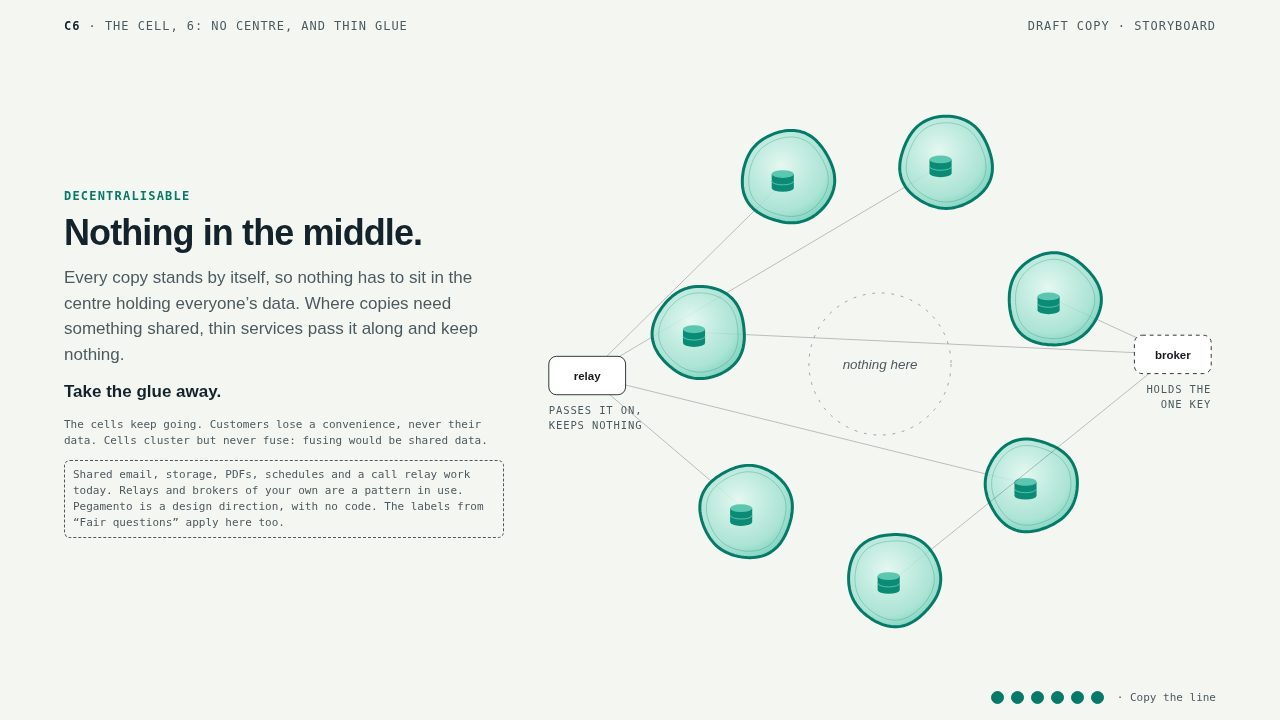 C6 · THE CELL, 6: NO CENTRE, AND THIN GLUE
DRAFT COPY · STORYBOARD
DECENTRALISABLE
Nothing in the middle.
Every copy stands by itself, so nothing has to sit in the
centre holding everyone’s data. Where copies need
something shared, thin services pass it along and keep
nothing.
Take the glue away.
The cells keep going. Customers lose a convenience, never their
data. Cells cluster but never fuse: fusing would be shared data.
Shared email, storage, PDFs, schedules and a call relay work
today. Relays and brokers of your own are a pattern in use.
Pegamento is a design direction, with no code. The labels from
“Fair questions” apply here too.
relay
PASSES IT ON,
KEEPS NOTHING
nothing here
broker
HOLDS THE
ONE KEY
· Copy the line